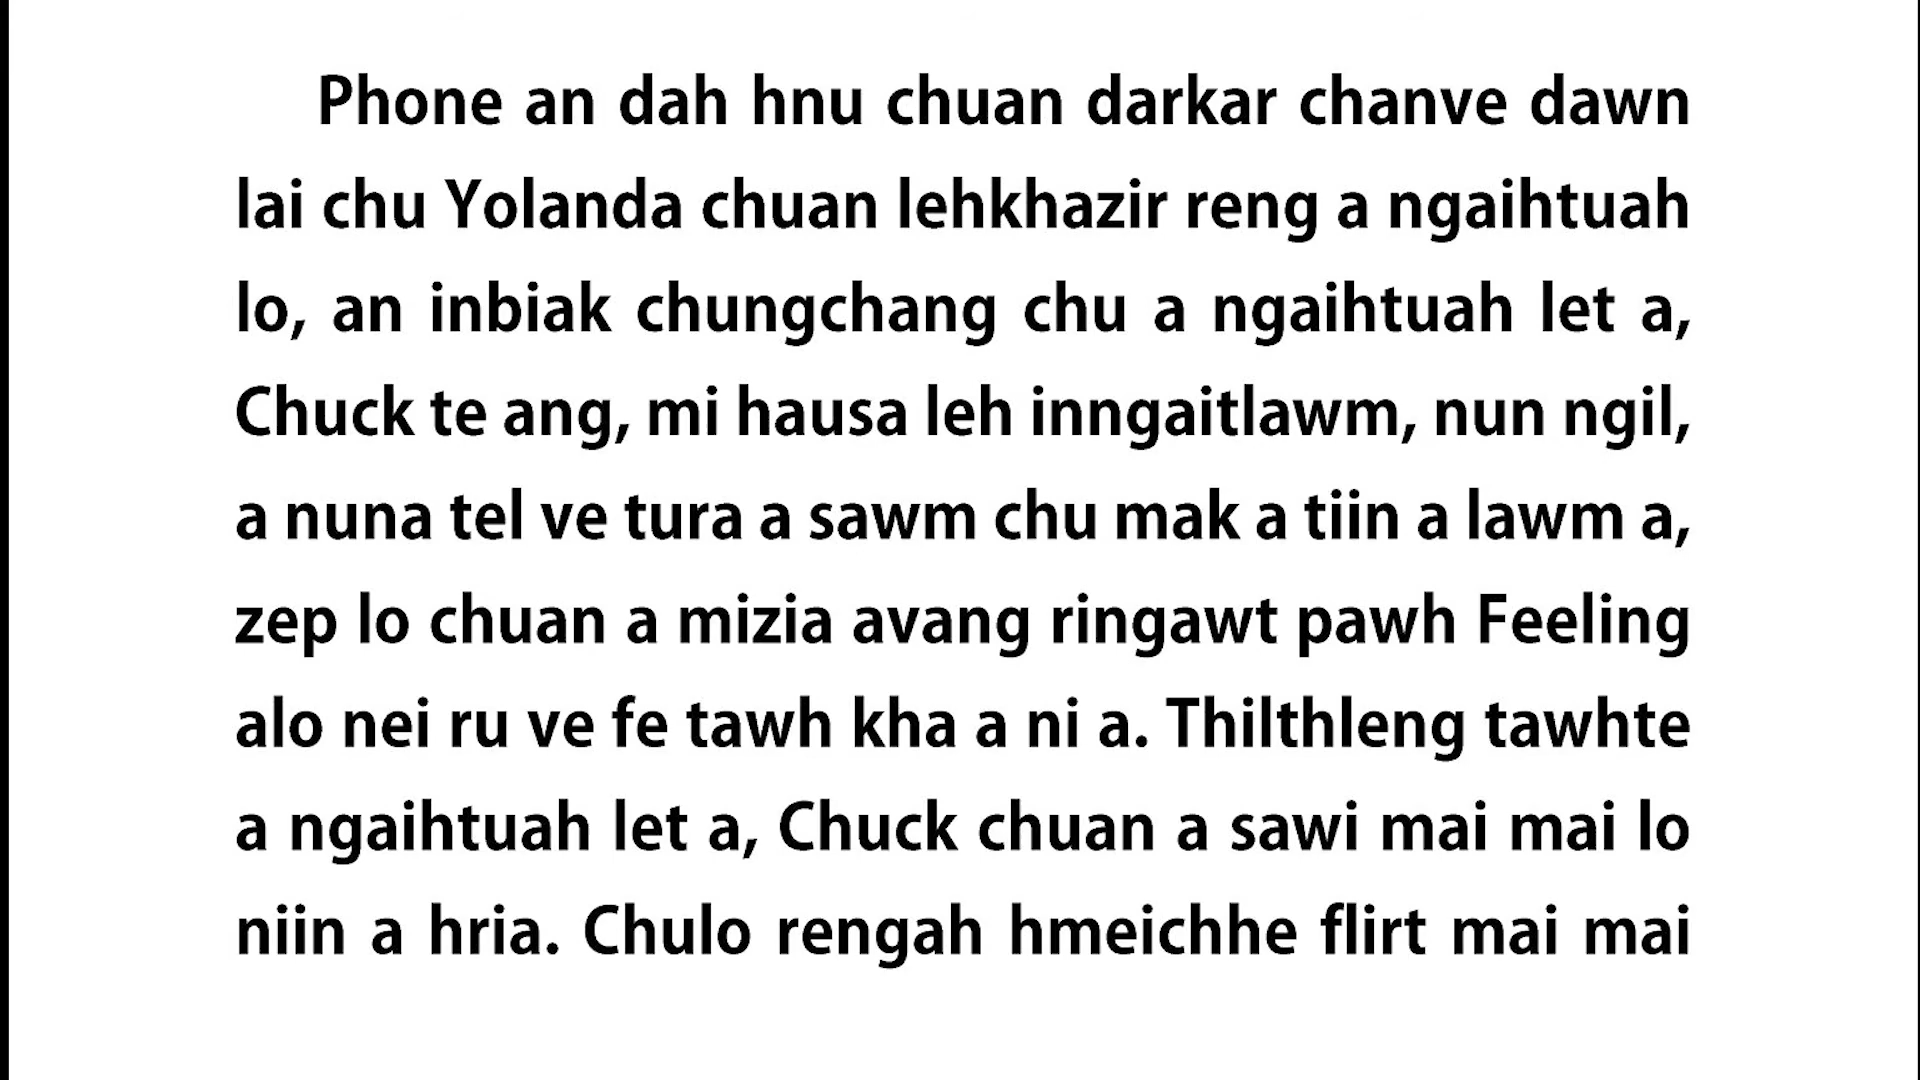 Phone an dah hnu chuan darkar chanve dawn
lai chu Yolanda chuan lehkhazir reng a ngaihtuah
lo, an inbiak chungchang chu a ngaihtuah let a,
Chuck te ang, mi hausa leh inngaitlawm, nun ngil,
a nuna tel ve tura a sawm chu mak a tiin a lawm a,
zep lo chuan a mizia avang ringawt pawh Feeling
alo nei ru ve fe tawh kha a ni a. Thilthleng tawhte
a ngaihtuah let a, Chuck chuan a sawi mai mai lo
niin a hria. Chulo rengah hmeichhe flirt mai mai